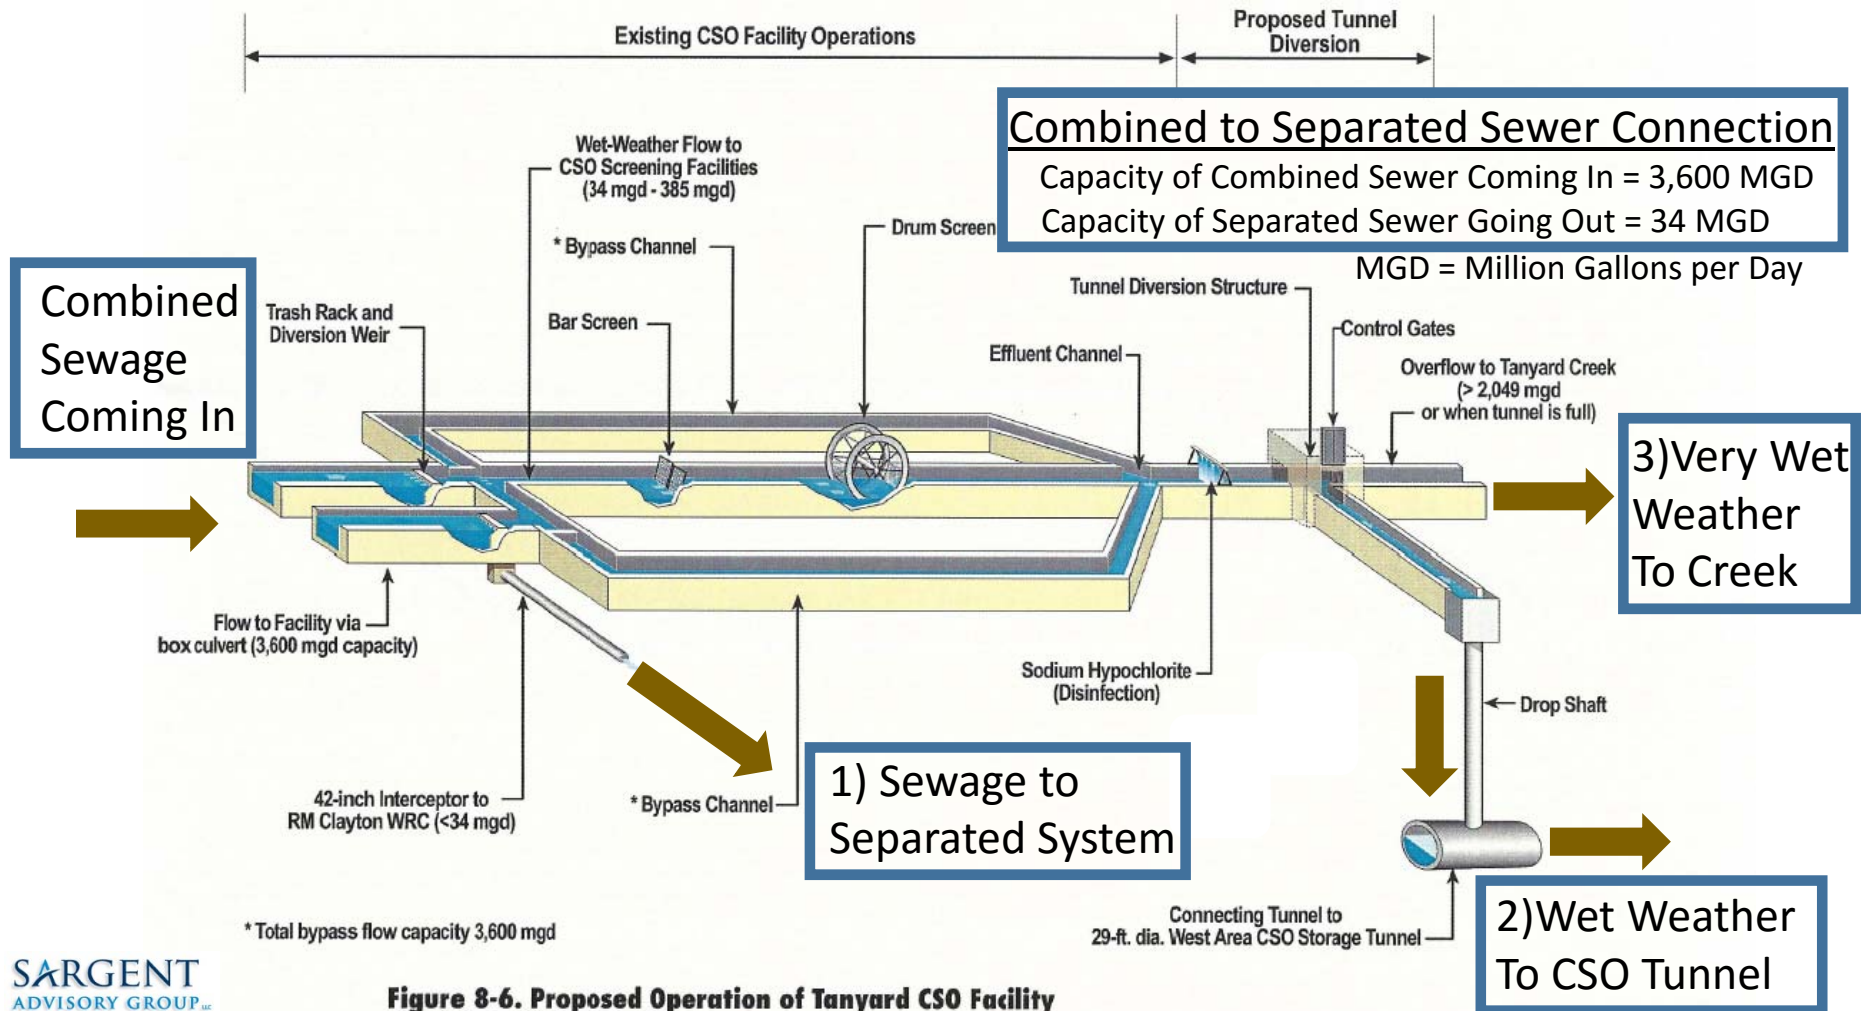 Existing CSO Facility Operations
Proposed Tunnel
Diversion
Combined to Separated Sewer Connection
Capacity of Combined Sewer Coming In = 3,600 MGD
Capacity of Separated Sewer Going Out = 34 MGD
MGD = Million Gallons per Day
Wet-Weather Flow to
CSO Screening Facilities
(34 mgd - 385 mgd)
* Bypass Channel
Drum Screen
Combined
Sewage
Coming In
Trash Rack and
Diversion Weir
Bar Screen
Tunnel Diversion Structure
Control Gates
Effluent Channel
Overflow to Tanyard Creek
(> 2,049 mgd
or when tunnel is full)
3)Very Wet
Weather
To Creek
Flow to Facility via
box culvert (3,600 mgd capacity)
Sodium Hypochlorite
(Disinfection)
Drop Shaft
42-inch Interceptor to
RM Clayton WRC (<34 mgd)
* Bypass Channel
1) Sewage to
Separated System
Connecting Tunnel to
29-ft. dia. West Area CSO Storage Tunnel
2)Wet Weather
To CSO Tunnel
* Total bypass flow capacity 3,600 mgd
SARGENT
ADVISORY GROUP LLC
Figure 8-6. Proposed Operation of Tanyard CSO Facility